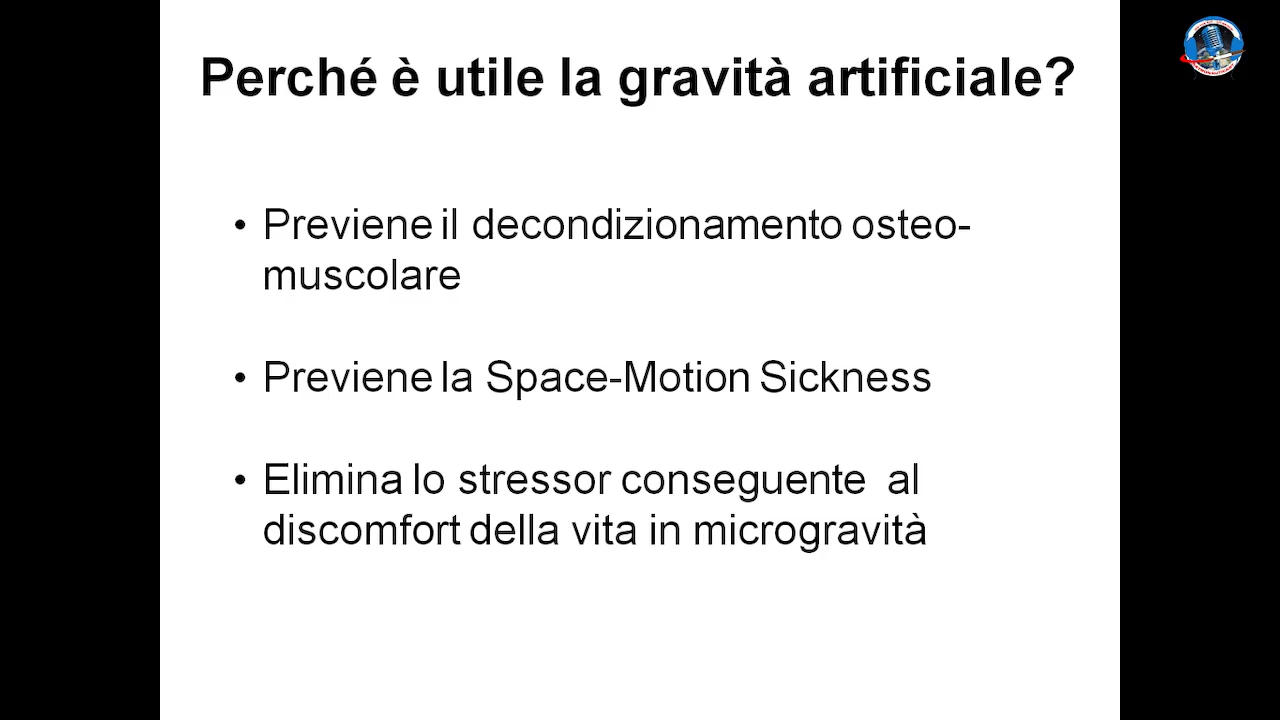 Perché è utile la gravità artificiale?
• Previene il decondizionamento osteo-
muscolare
• Previene la Space-Motion Sickness
• Elimina lo stressor conseguente  al
discomfort della vita in microgravità